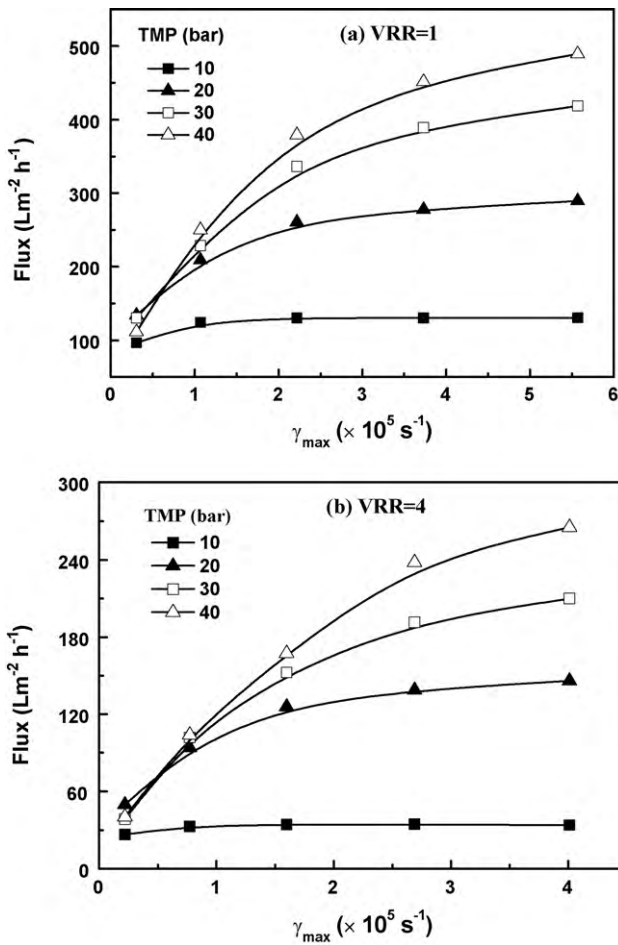 (a) VRR=1
TMP (bar)
10
20
30
40
500
400
300
200
100
Flux (Lm⁻² h⁻¹)
0 1 2 3 4 5 6
γmax (× 10⁵ s⁻¹)
(b) VRR=4
TMP (bar)
10
20
30
40
300
240
180
120
60
0
Flux (Lm⁻² h⁻¹)
0 1 2 3 4
γmax (× 10⁵ s⁻¹)